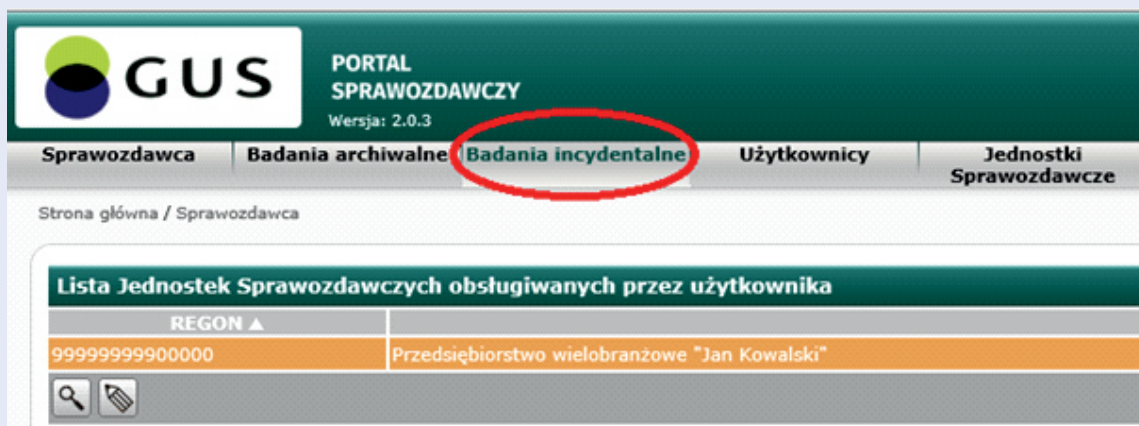 GUS
PORTAL
SPRAWOZDAWCZY
Wersja: 2.0.3
Sprawozdawca
Badania archiwalne
Badania incydentalne
Użytkownicy
Jednostki
Sprawozdawcze
Strona główna / Sprawozdawca
Lista Jednostek Sprawozdawczych obsługiwanych przez użytkownika
REGON ▲
99999999900000
Przedsiębiorstwo wielobranżowe "Jan Kowalski"